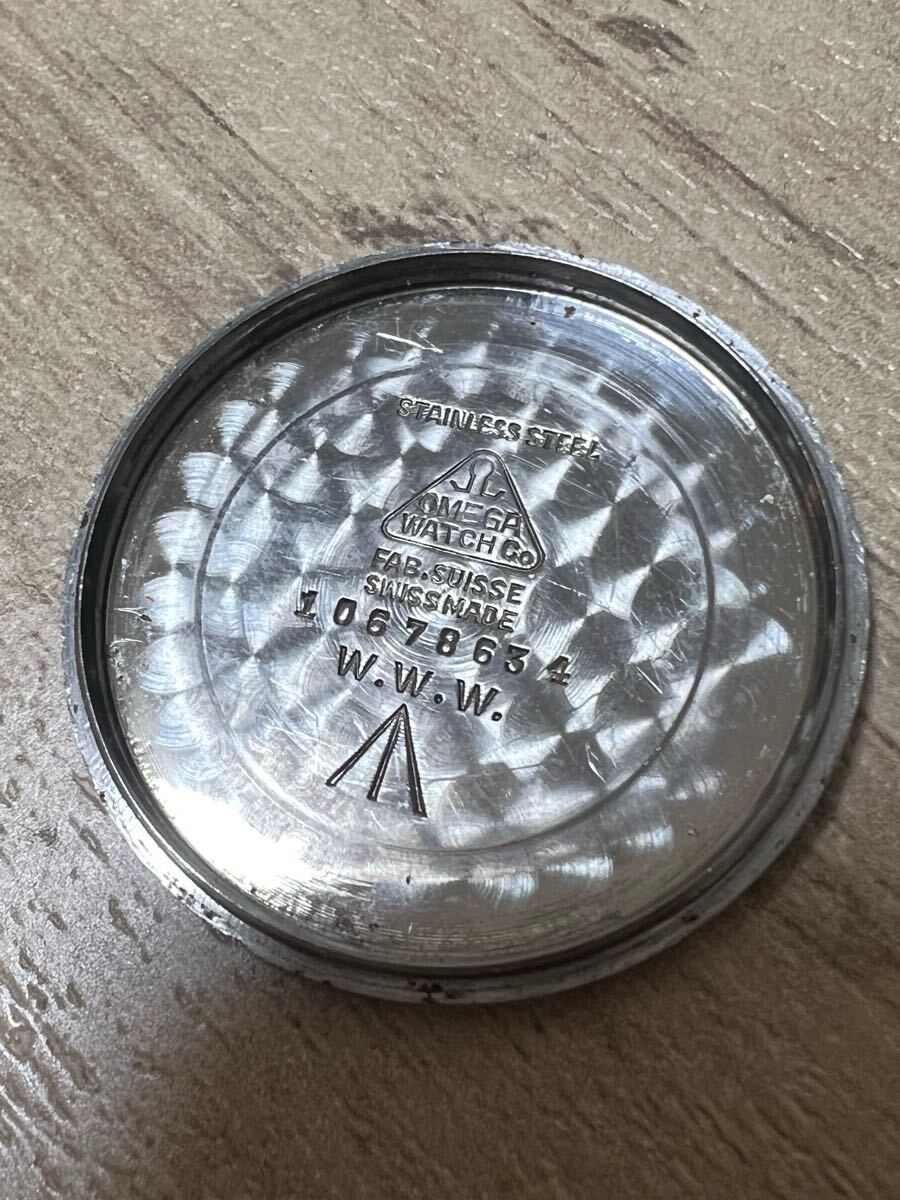 STAINLESS STEEL
Ω
OMEGA
WATCH Co
FAB. SUISSE
SWISS MADE
10678634
W.W.W.